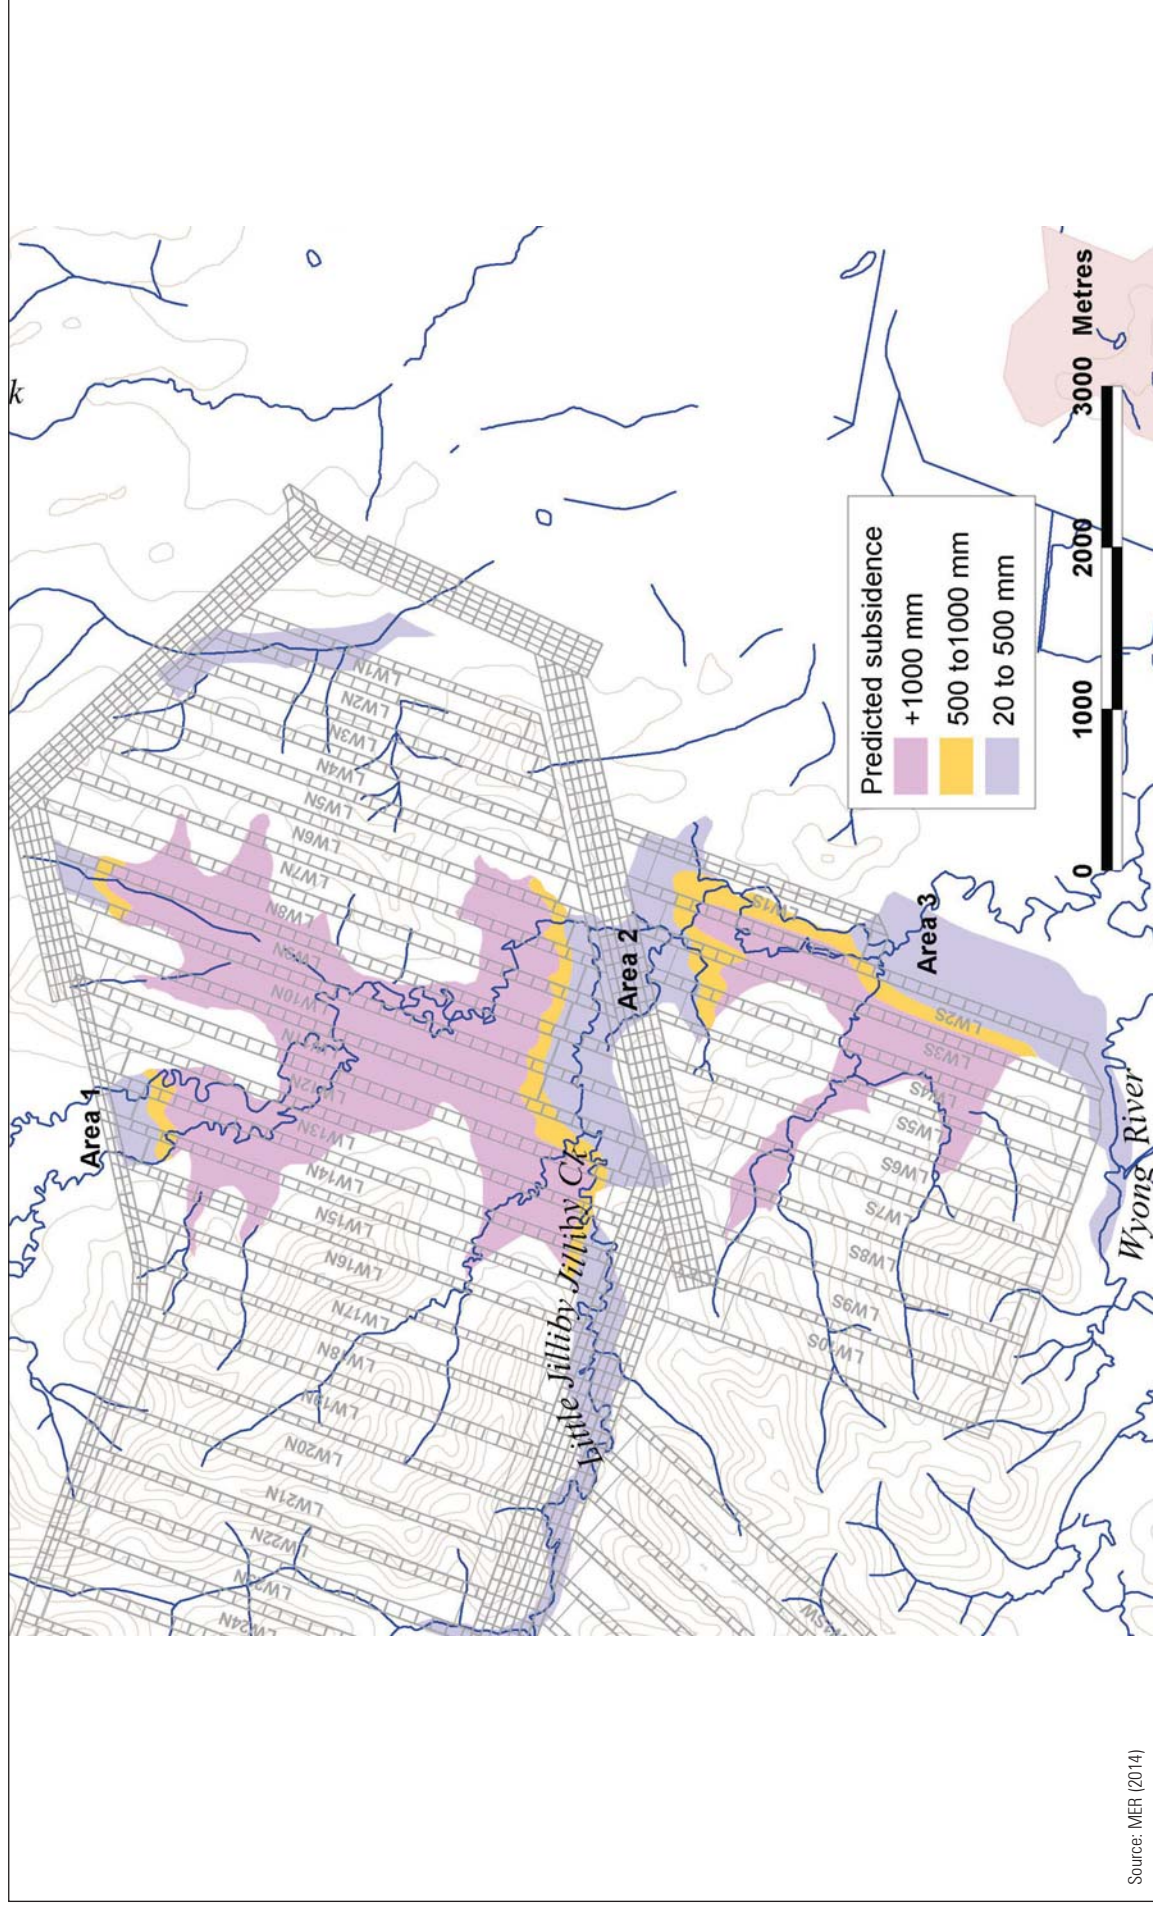 k
Area 1
LW1N
LW2N
LW3N
LW4N
LW5N
LW6N
LW7N
LW8N
LW9N
LW10N
LW11N
LW12N
LW13N
LW14N
LW15N
LW16N
LW17N
LW18N
LW19N
LW20N
LW21N
LW22N
LW23N
LW24N
Little Jilliby Jilliby Ck
Area 2
LW1S
LW2S
LW3S
LW4S
LW5S
LW6S
LW7S
LW8S
LW9S
LW10S
Area 3
Wyong River
Predicted subsidence
+1000 mm
500 to1000 mm
20 to 500 mm
0 1000 2000 3000 Metres
Source: MER (2014)